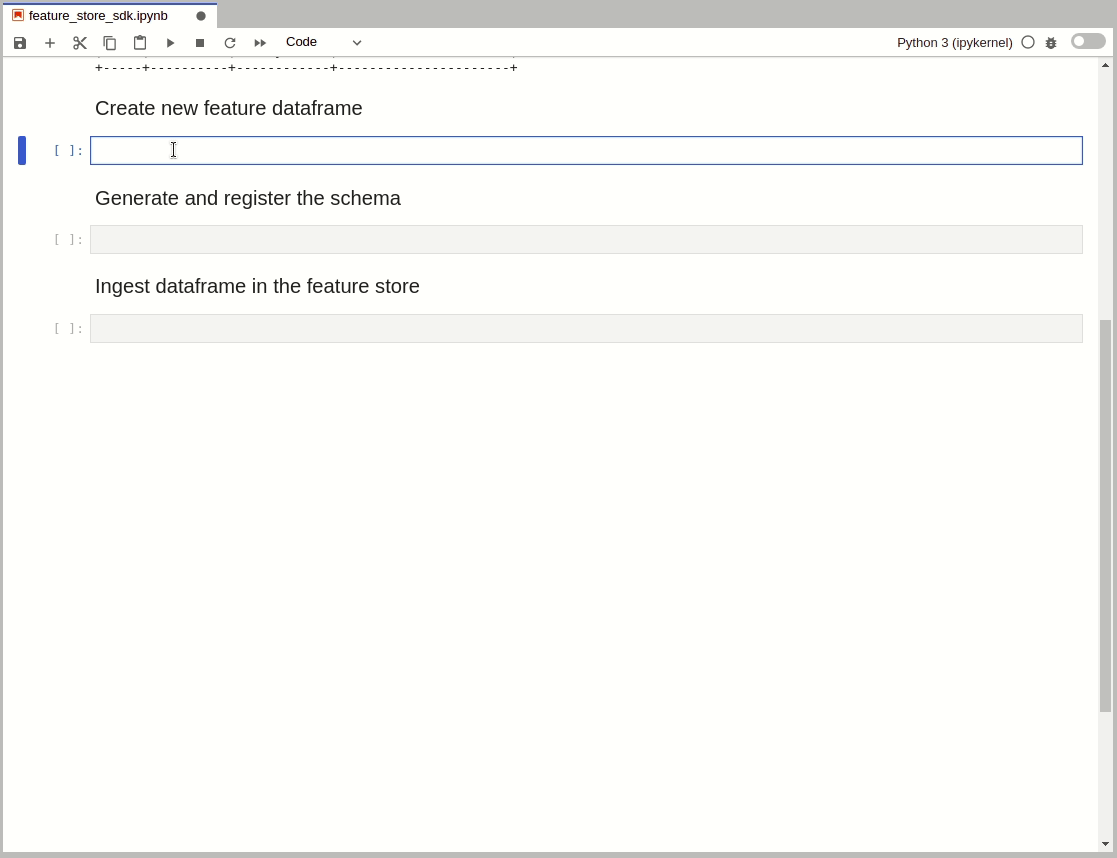 feature_store_sdk.ipynb
Code
Python 3 (ipykernel)
+-----+----------+------------+----------------------+
Create new feature dataframe
[ ]:
Generate and register the schema
[ ]:
Ingest dataframe in the feature store
[ ]: